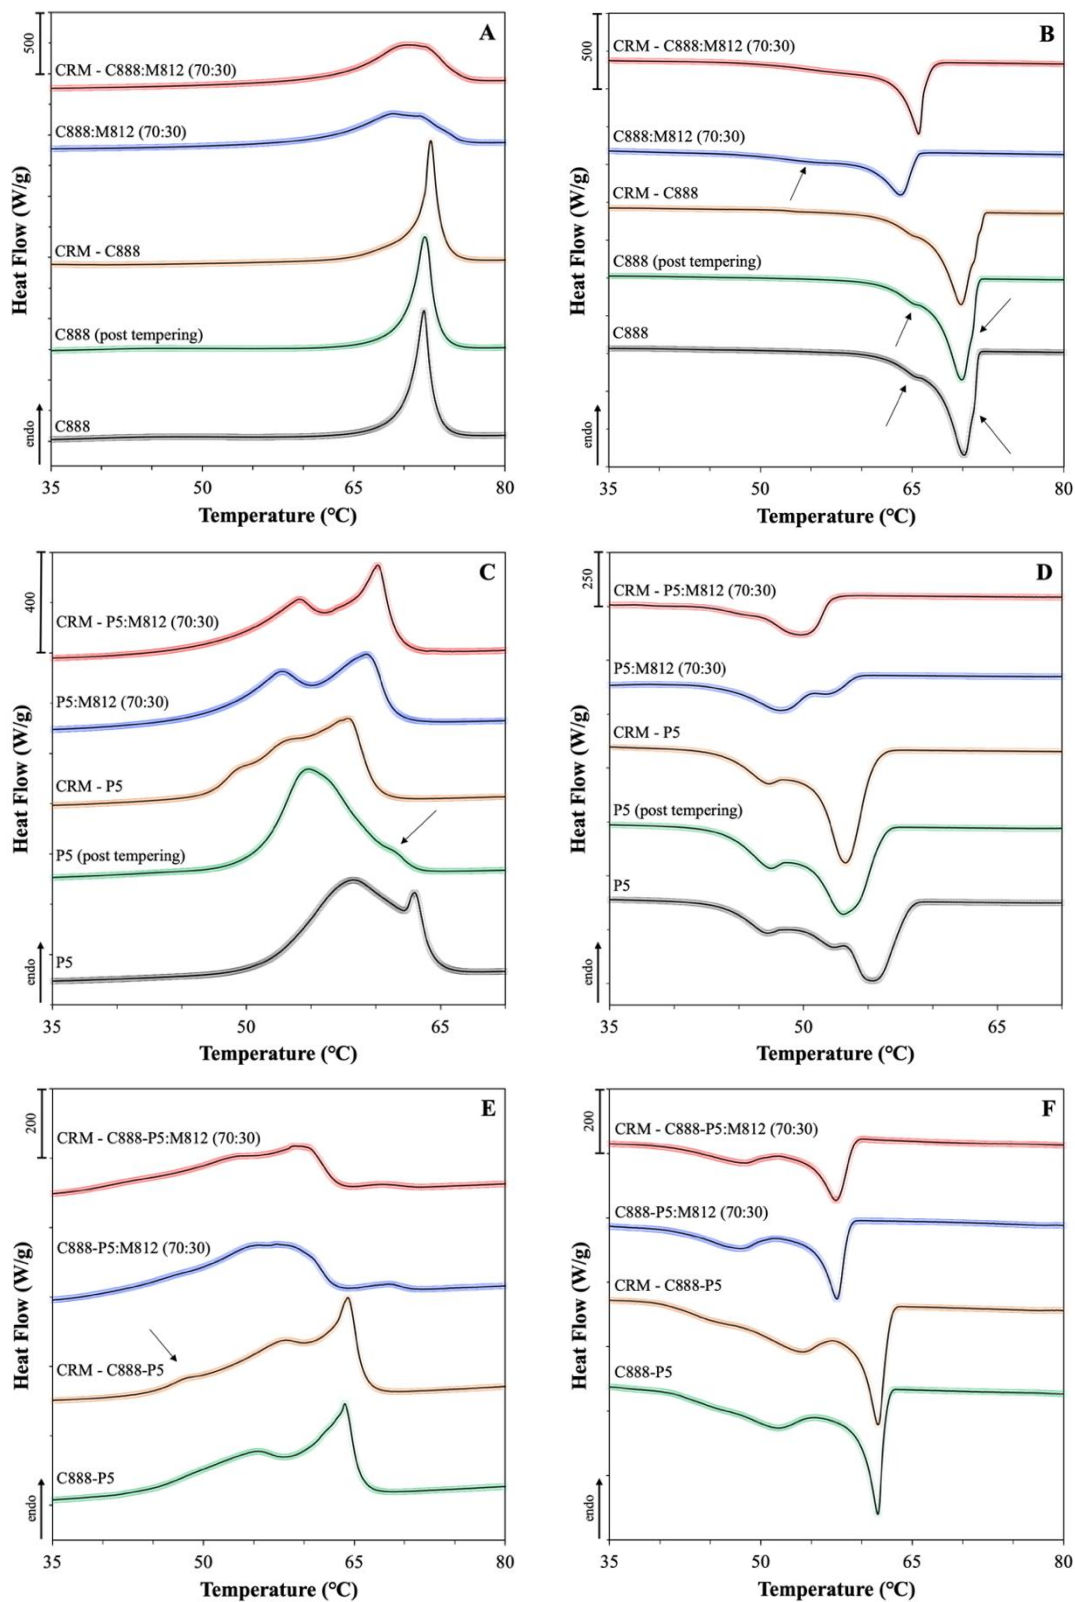 A
500
CRM - C888:M812 (70:30)
C888:M812 (70:30)
CRM - C888
C888 (post tempering)
C888
Heat Flow (W/g)
endo
35 50 65 80
Temperature (°C)
B
500
CRM - C888:M812 (70:30)
C888:M812 (70:30)
CRM - C888
C888 (post tempering)
C888
Heat Flow (W/g)
endo
35 50 65 80
Temperature (°C)
C
400
CRM - P5:M812 (70:30)
P5:M812 (70:30)
CRM - P5
P5 (post tempering)
P5
Heat Flow (W/g)
endo
35 50 65
Temperature (°C)
D
250
CRM - P5:M812 (70:30)
P5:M812 (70:30)
CRM - P5
P5 (post tempering)
P5
Heat Flow (W/g)
endo
35 50 65
Temperature (°C)
E
200
CRM - C888-P5:M812 (70:30)
C888-P5:M812 (70:30)
CRM - C888-P5
C888-P5
Heat Flow (W/g)
endo
35 50 65 80
Temperature (°C)
F
200
CRM - C888-P5:M812 (70:30)
C888-P5:M812 (70:30)
CRM - C888-P5
C888-P5
Heat Flow (W/g)
endo
35 50 65 80
Temperature (°C)